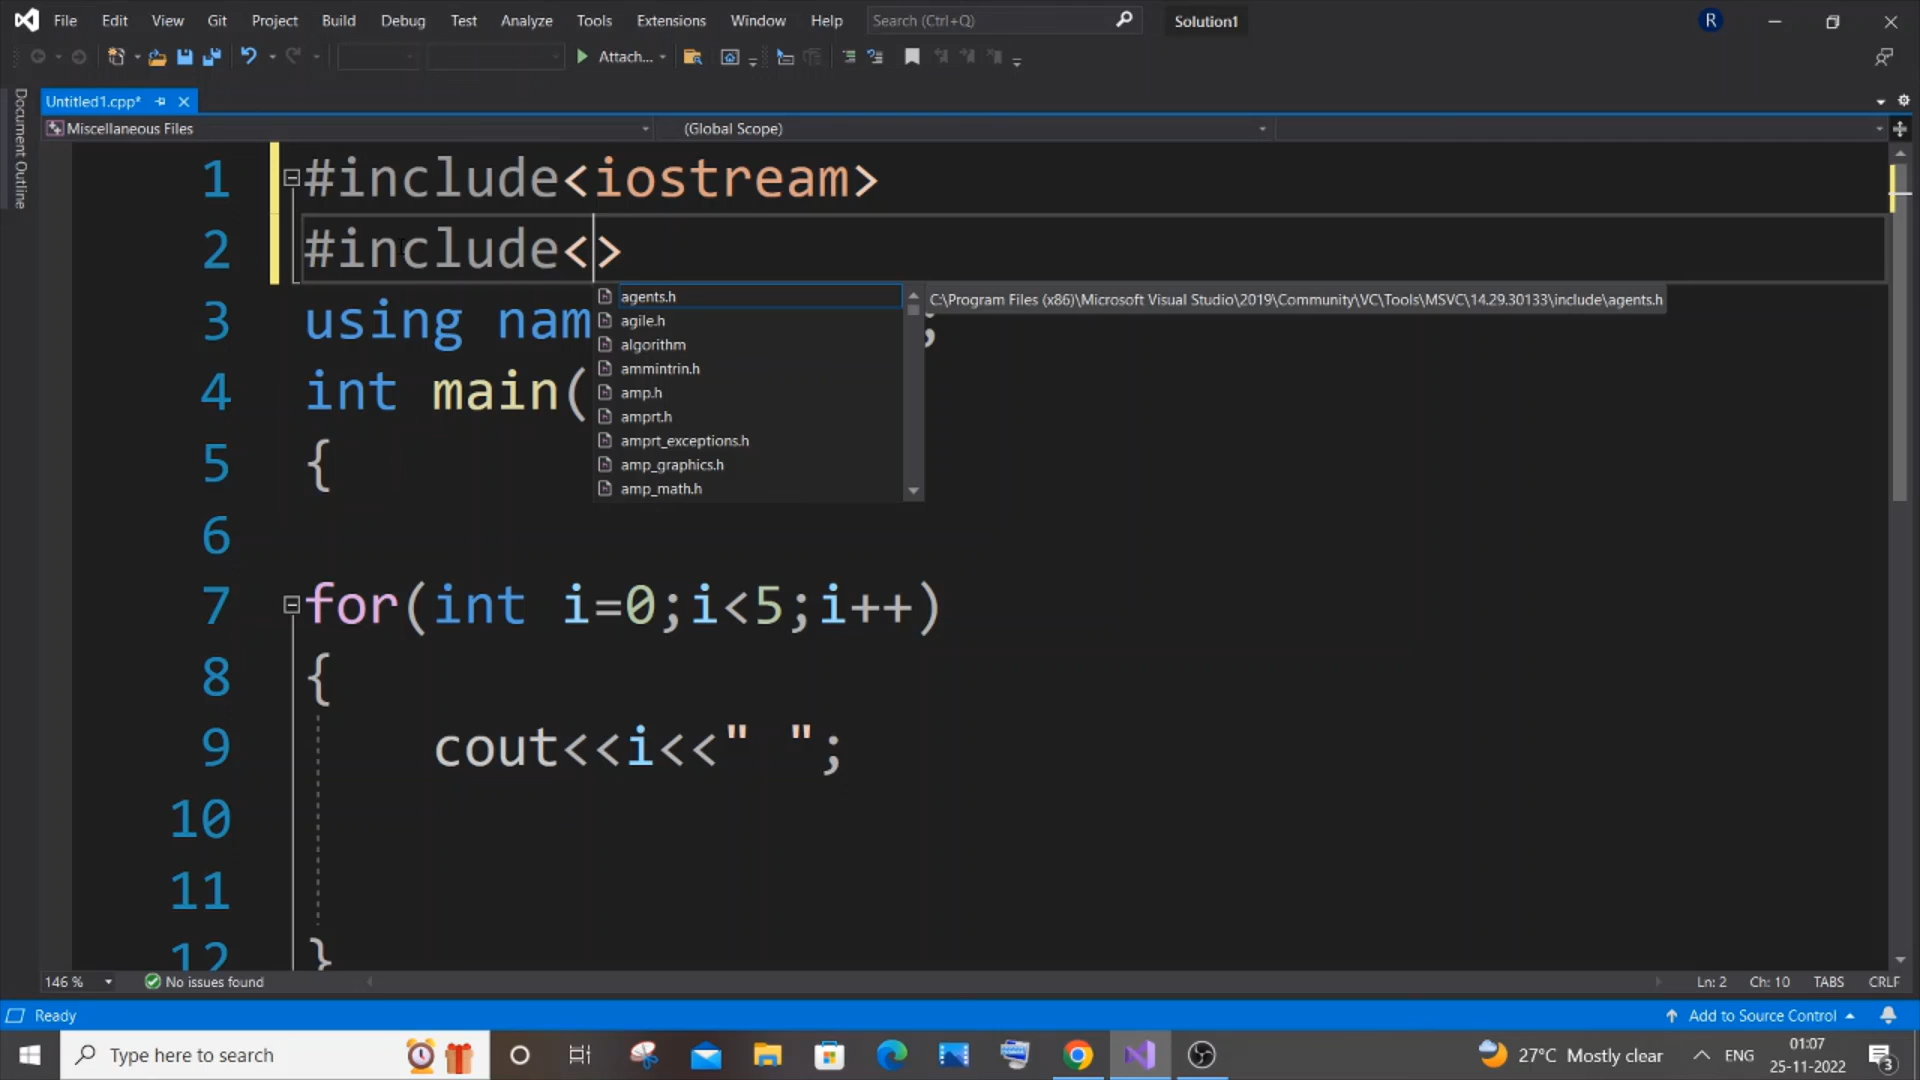 File Edit View Git Project Build Debug Test Analyze Tools Extensions Window Help Search (Ctrl+Q) Solution1 R
Attach...
Document Outline
Untitled1.cpp*
Miscellaneous Files (Global Scope)
1 #include<iostream>
2 #include<>
agents.h C:\Program Files (x86)\Microsoft Visual Studio\2019\Community\VC\Tools\MSVC\14.29.30133\include\agents.h
agile.h
algorithm
ammintrin.h
amp.h
amprt.h
amprt_exceptions.h
amp_graphics.h
amp_math.h
3 using nam ;
4 int main(
5 {
6
7 for(int i=0;i<5;i++)
8 {
9 cout<<i<<" ";
10
11
12 }
146 % No issues found Ln: 2 Ch: 10 TABS CRLF
Ready Add to Source Control
Type here to search 27°C Mostly clear ENG 01:07
25-11-2022 3